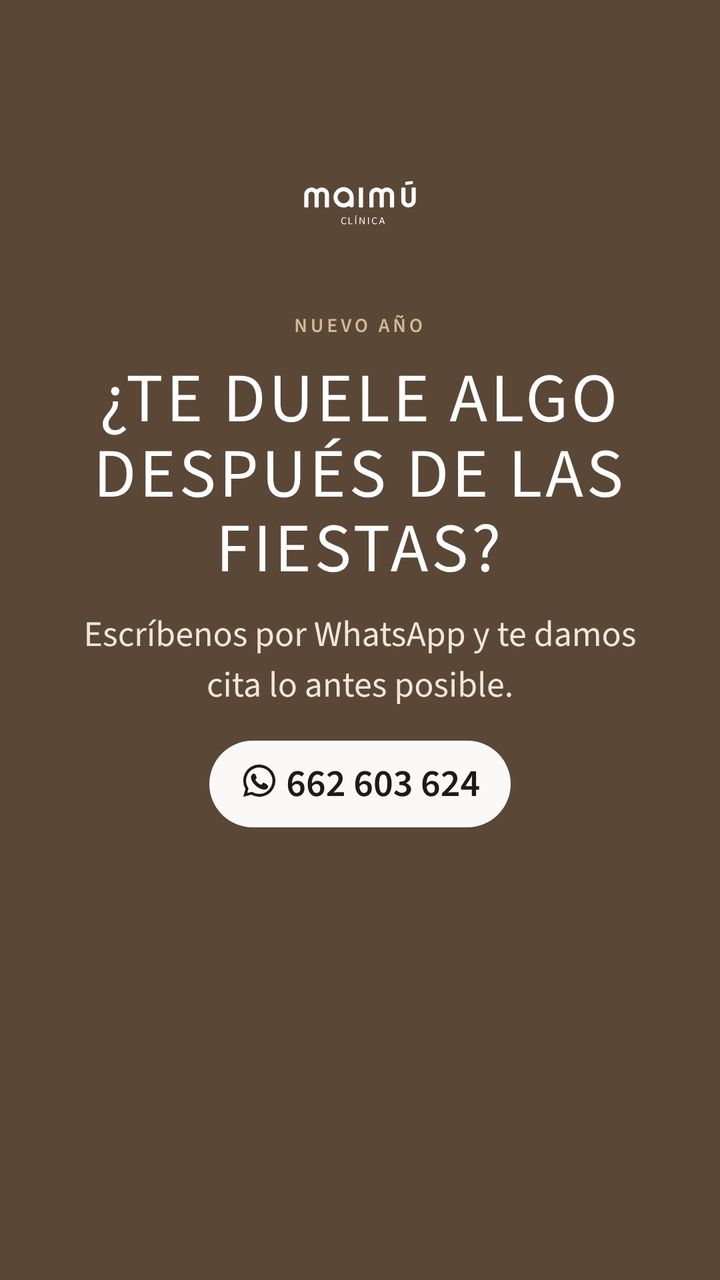 maimú
CLÍNICA
NUEVO AÑO
¿TE DUELE ALGO
DESPUÉS DE LAS
FIESTAS?
Escríbenos por WhatsApp y te damos
cita lo antes posible.
662 603 624